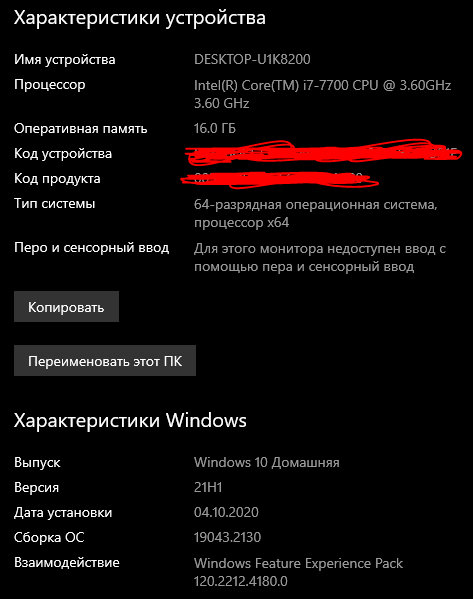 Характеристики устройства
Имя устройства DESKTOP-U1K8200
Процессор Intel(R) Core(TM) i7-7700 CPU @ 3.60GHz
3.60 GHz
Оперативная память 16.0 ГБ
Код устройства
Код продукта
Тип системы 64-разрядная операционная система,
процессор x64
Перо и сенсорный ввод Для этого монитора недоступен ввод с
помощью пера и сенсорный ввод
Копировать
Переименовать этот ПК
Характеристики Windows
Выпуск Windows 10 Домашняя
Версия 21H1
Дата установки 04.10.2020
Сборка ОС 19043.2130
Взаимодействие Windows Feature Experience Pack
120.2212.4180.0